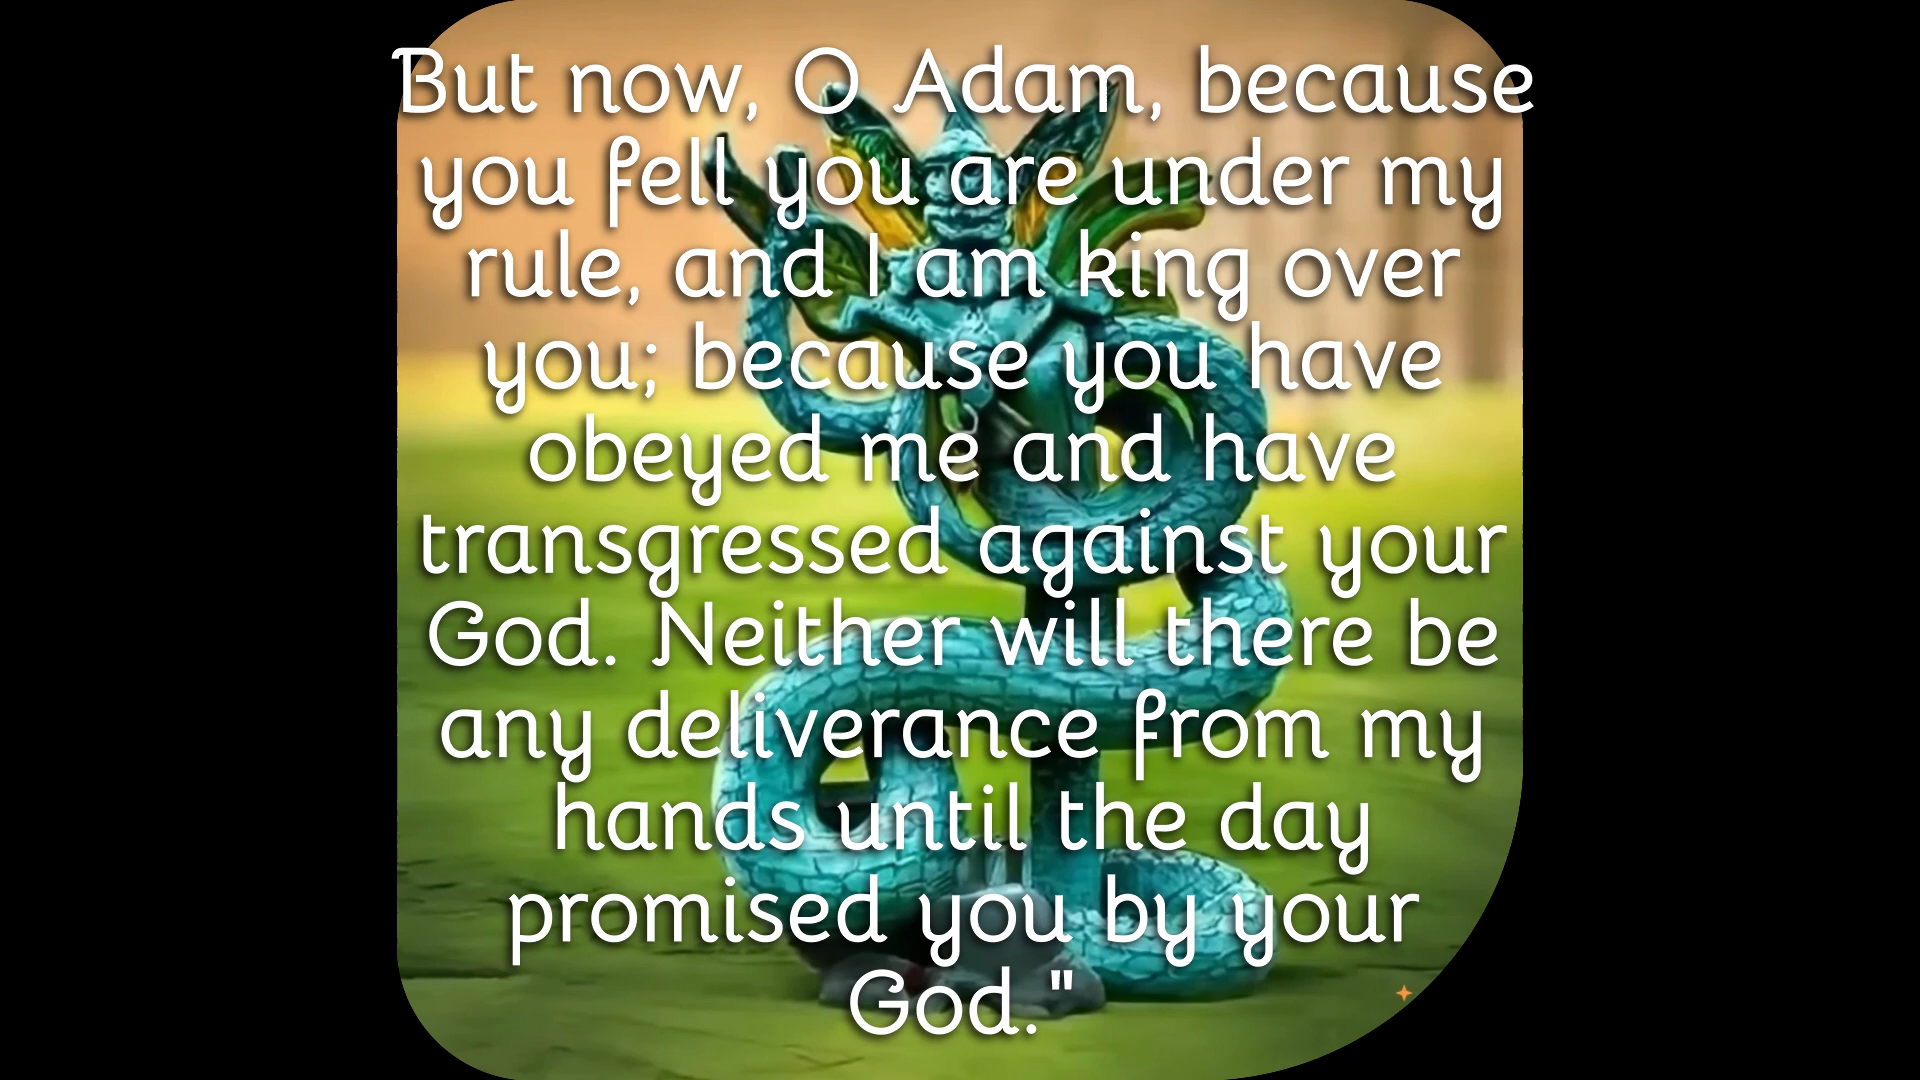 But now, O Adam, because
you fell you are under my
rule, and I am king over
you; because you have
obeyed me and have
transgressed against your
God. Neither will there be
any deliverance from my
hands until the day
promised you by your
God."